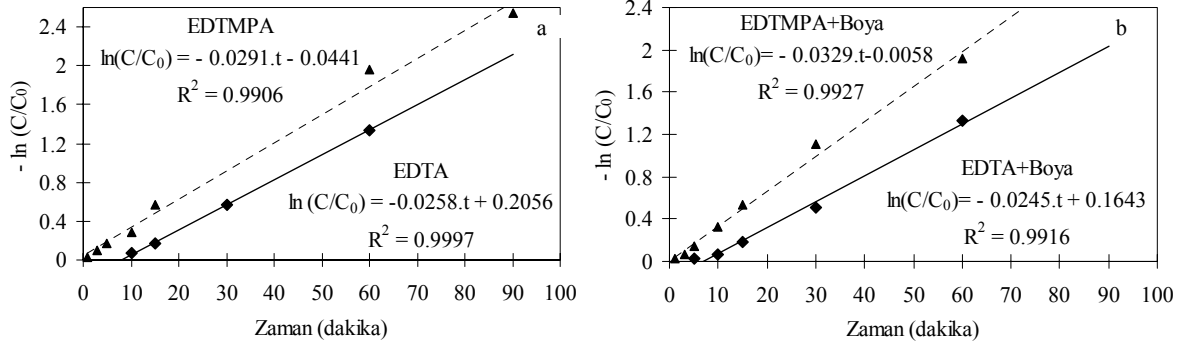 2.4
2
1.6
1.2
0.8
0.4
0
- ln (C/C₀)
a
EDTMPA
ln(C/C₀) = - 0.0291.t - 0.0441
R² = 0.9906
EDTA
ln (C/C₀) = -0.0258.t + 0.2056
R² = 0.9997
0 10 20 30 40 50 60 70 80 90 100
Zaman (dakika)
2.4
2
1.6
1.2
0.8
0.4
0
- ln (C/C₀)
b
EDTMPA+Boya
ln(C/C₀)= - 0.0329.t-0.0058
R² = 0.9927
EDTA+Boya
ln(C/C₀)= - 0.0245.t + 0.1643
R² = 0.9916
0 10 20 30 40 50 60 70 80 90 100
Zaman (dakika)